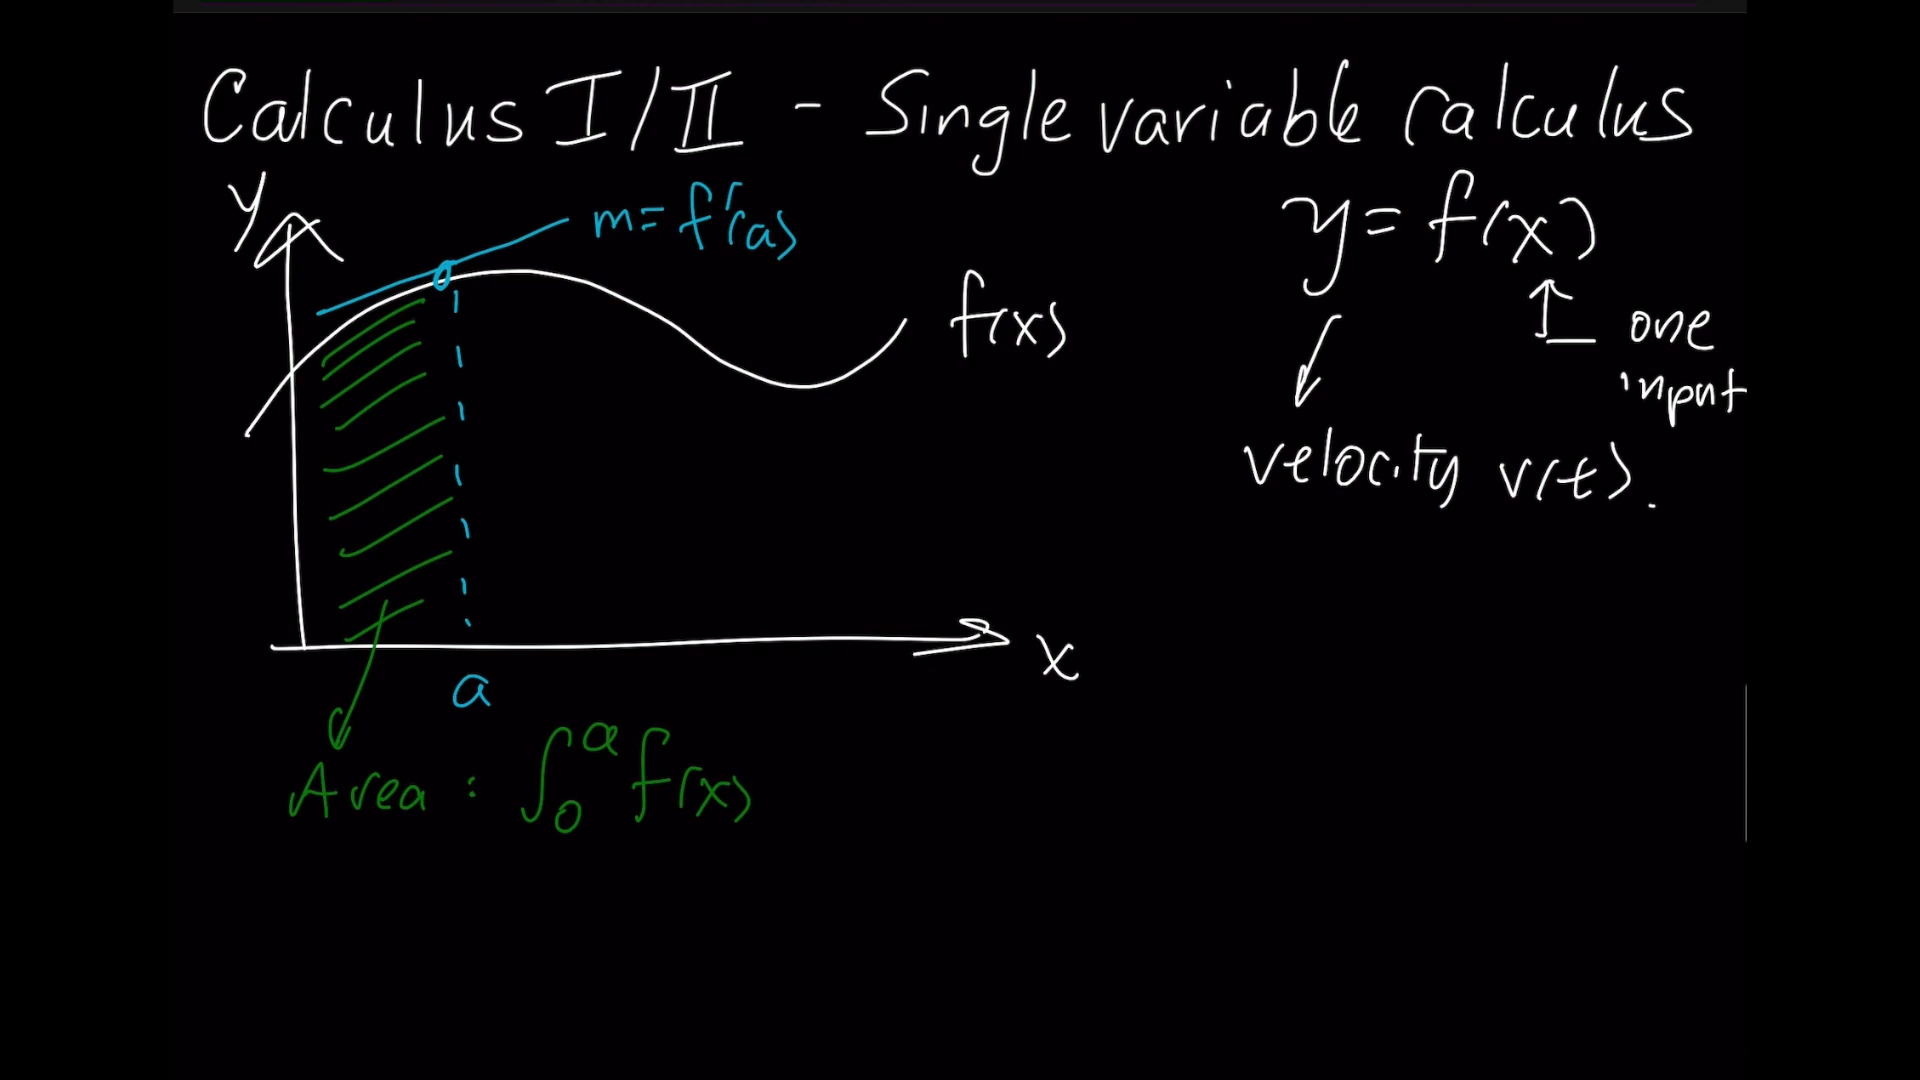 Calculus I/II - Single variable calculus
y
m = f'(a)
y = f(x)
f(x)
one
input
velocity v(t).
x
a
Area : ∫₀ᵃ f(x)